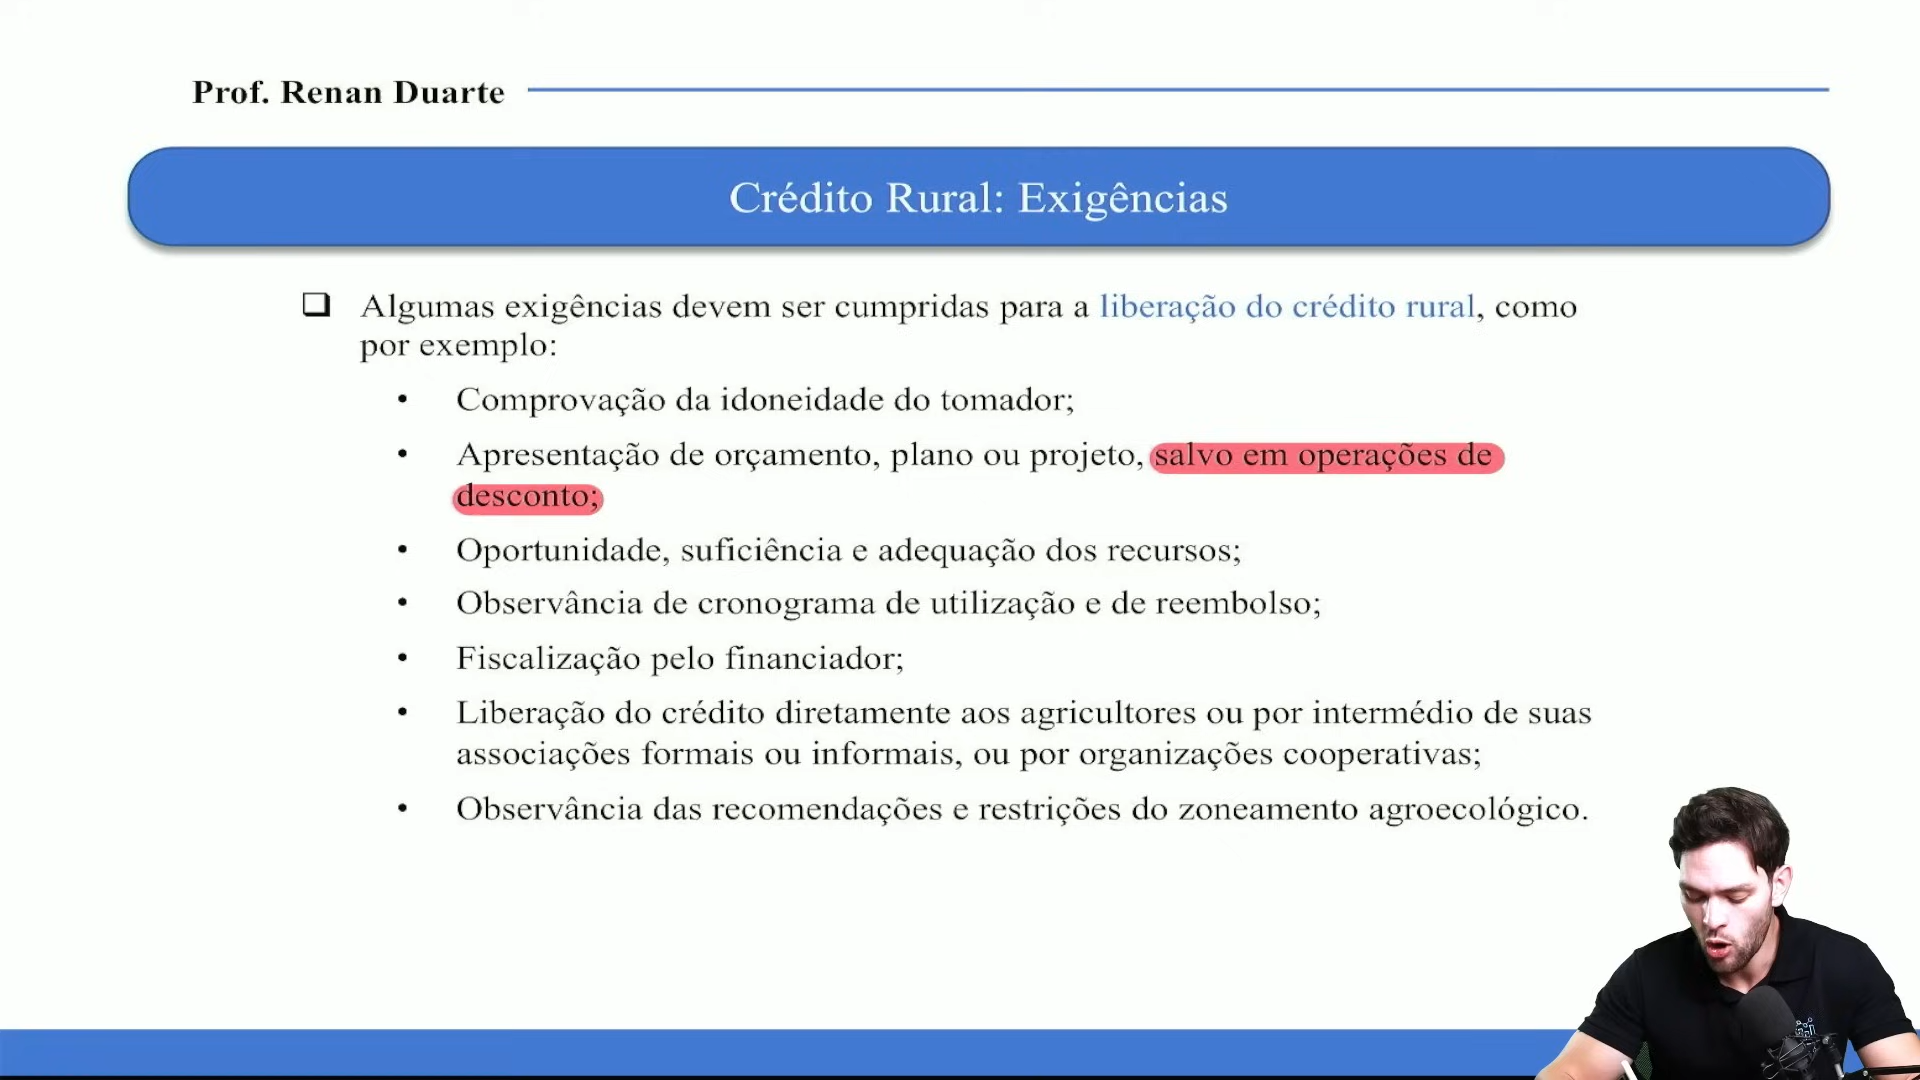 Prof. Renan Duarte
Crédito Rural: Exigências
Algumas exigências devem ser cumpridas para a liberação do crédito rural, como
por exemplo:
• Comprovação da idoneidade do tomador;
• Apresentação de orçamento, plano ou projeto, salvo em operações de
desconto;
• Oportunidade, suficiência e adequação dos recursos;
• Observância de cronograma de utilização e de reembolso;
• Fiscalização pelo financiador;
• Liberação do crédito diretamente aos agricultores ou por intermédio de suas
associações formais ou informais, ou por organizações cooperativas;
• Observância das recomendações e restrições do zoneamento agroecológico.